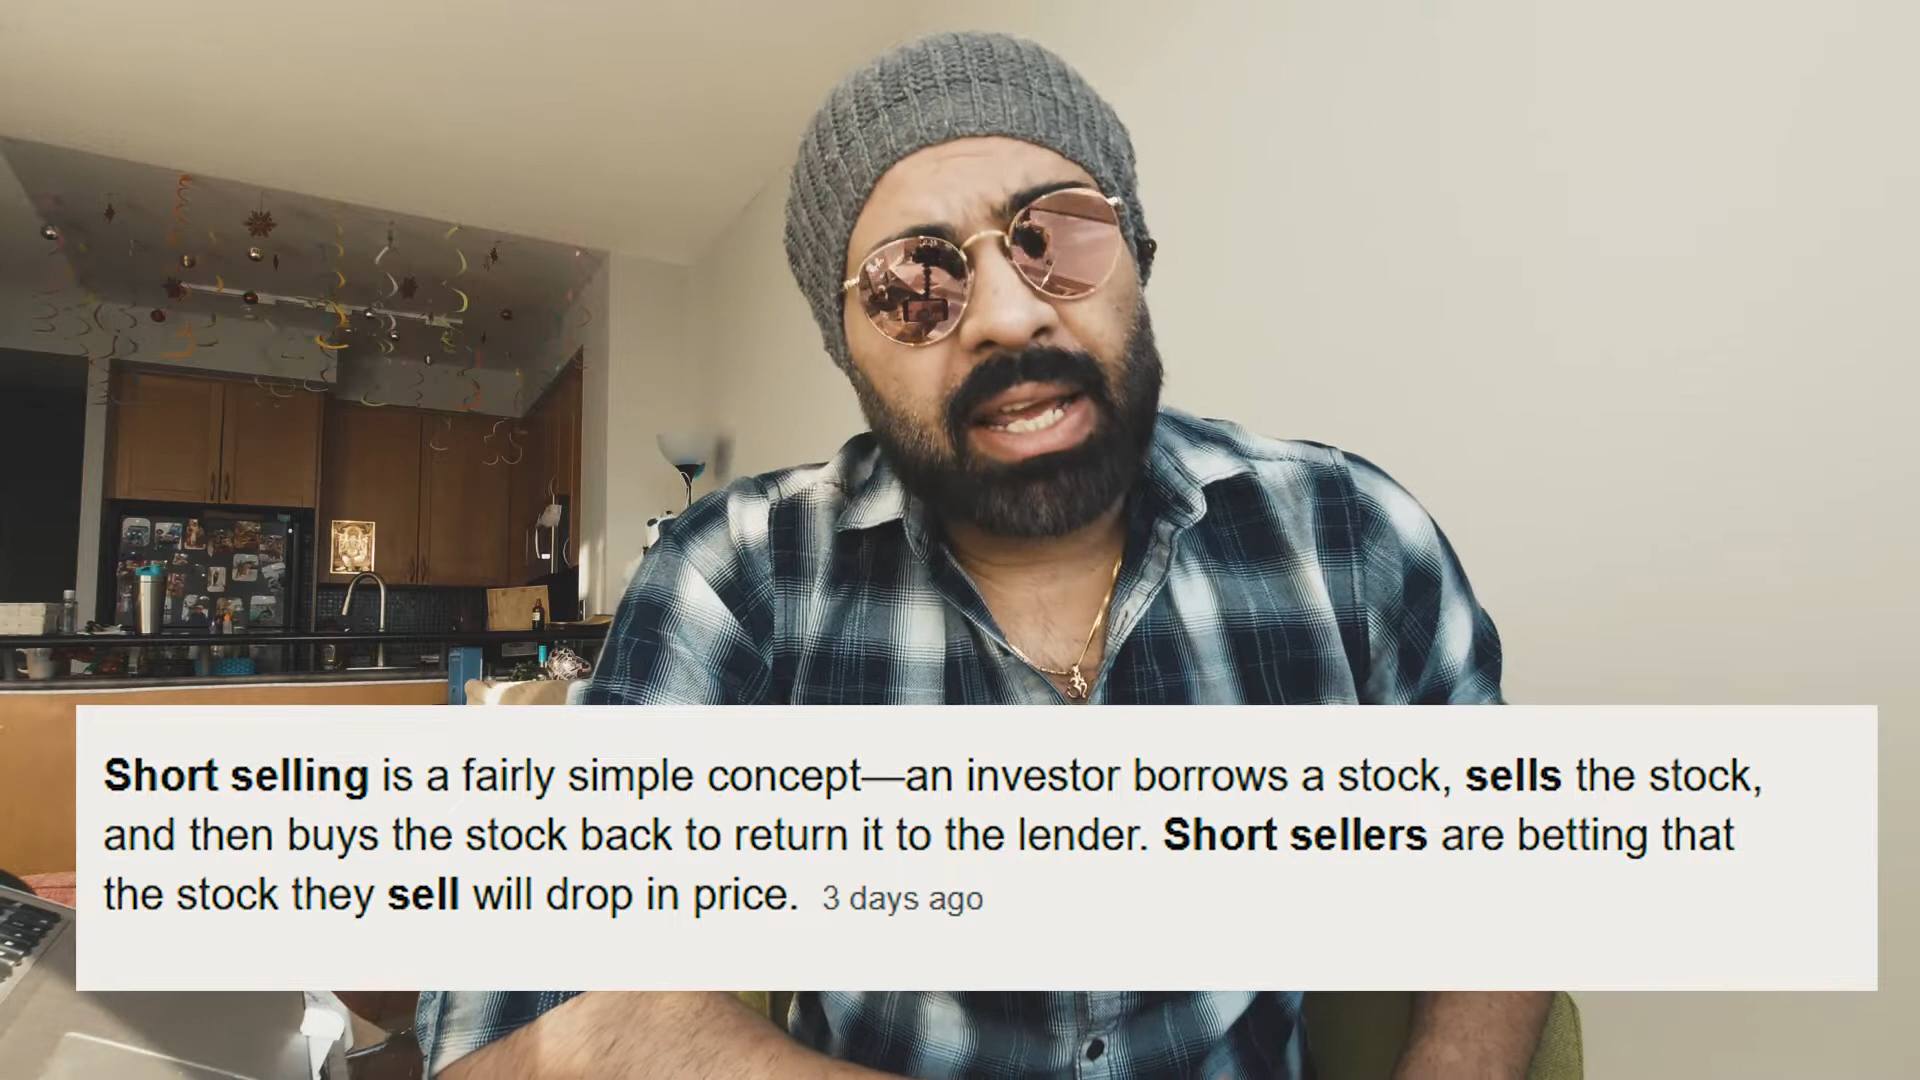 Short selling is a fairly simple concept—an investor borrows a stock, sells the stock,
and then buys the stock back to return it to the lender. Short sellers are betting that
the stock they sell will drop in price. 3 days ago